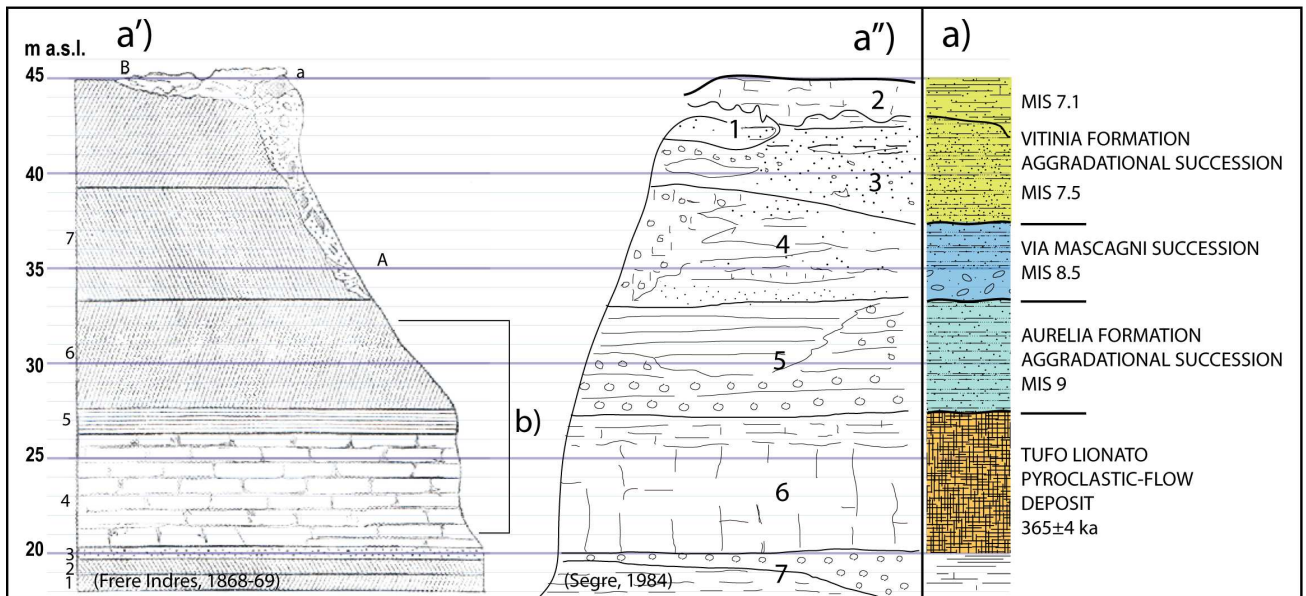 a')
a'')
a)
m a.s.l.
45
40
35
30
25
20
B
a
A
7
6
5
4
3
2
1
b)
(Frere Indres, 1868-69)
2
1
3
4
5
6
7
(Segre, 1984)
MIS 7.1
VITINIA FORMATION
AGGRADATIONAL SUCCESSION
MIS 7.5
VIA MASCAGNI SUCCESSION
MIS 8.5
AURELIA FORMATION
AGGRADATIONAL SUCCESSION
MIS 9
TUFO LIONATO
PYROCLASTIC-FLOW
DEPOSIT
365±4 ka